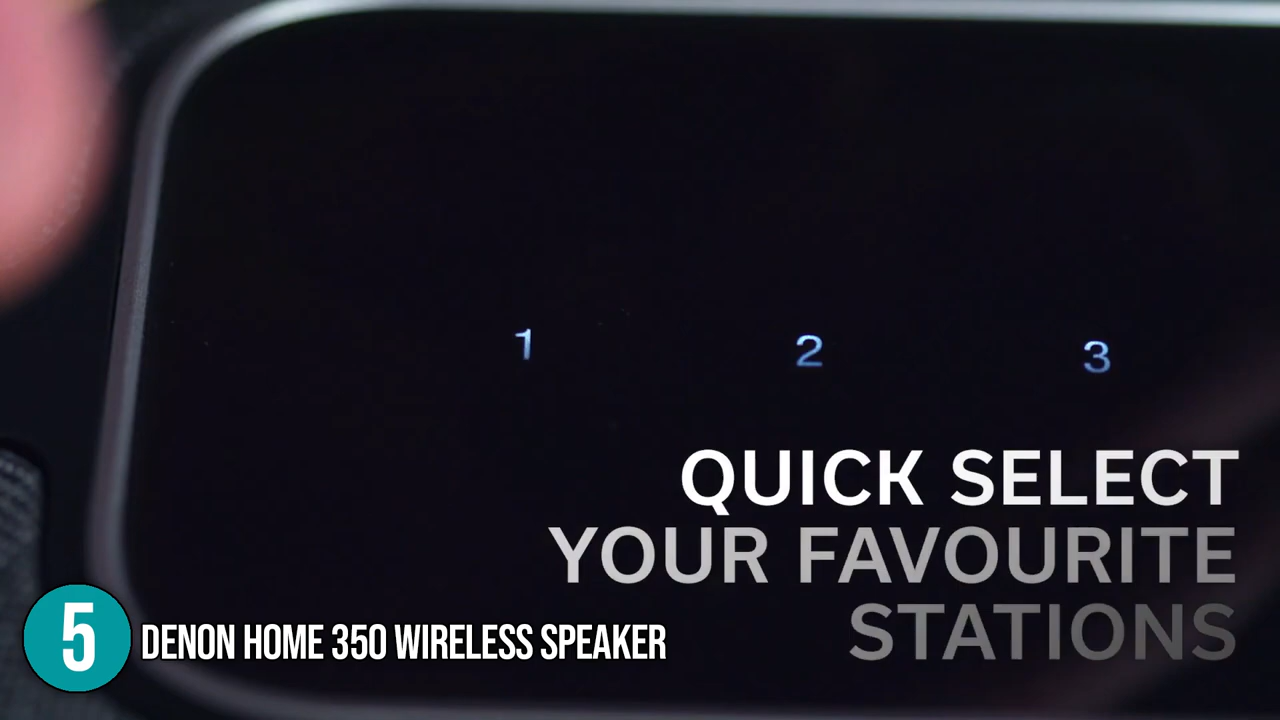 1 2 3
QUICK SELECT
YOUR FAVOURITE
STATIONS
5 DENON HOME 350 WIRELESS SPEAKER